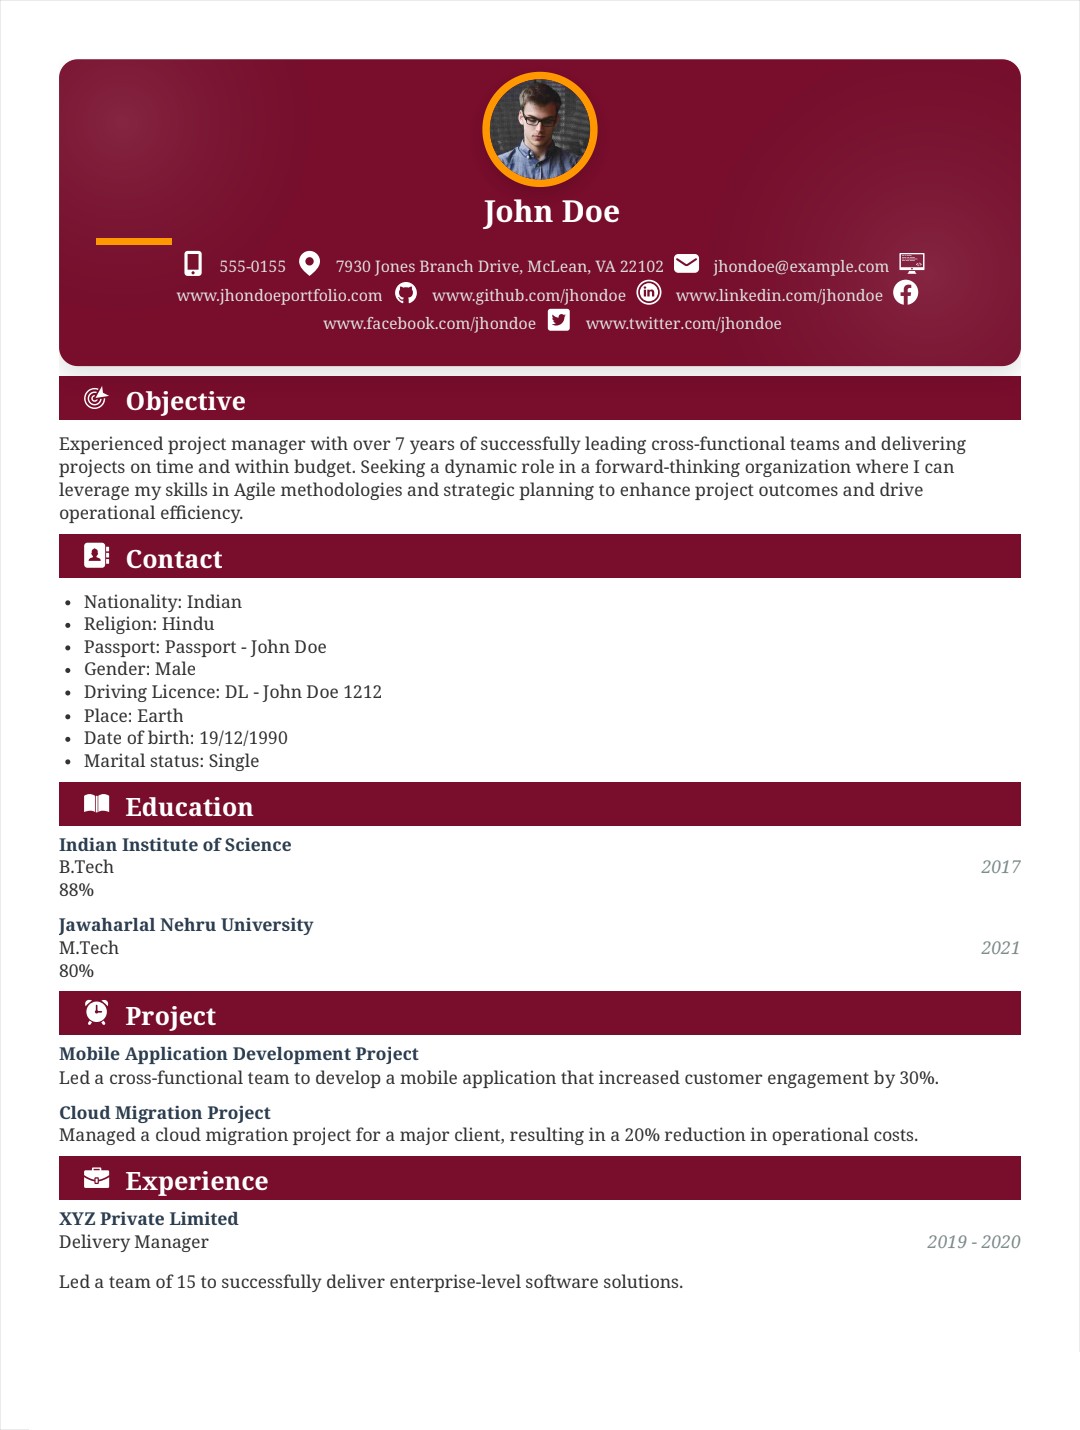 John Doe
555-0155 7930 Jones Branch Drive, McLean, VA 22102 jhondoe@example.com
www.jhondoeportfolio.com www.github.com/jhondoe www.linkedin.com/jhondoe
www.facebook.com/jhondoe www.twitter.com/jhondoe
Objective
Experienced project manager with over 7 years of successfully leading cross-functional teams and delivering
projects on time and within budget. Seeking a dynamic role in a forward-thinking organization where I can
leverage my skills in Agile methodologies and strategic planning to enhance project outcomes and drive
operational efficiency.
Contact
• Nationality: Indian
• Religion: Hindu
• Passport: Passport - John Doe
• Gender: Male
• Driving Licence: DL - John Doe 1212
• Place: Earth
• Date of birth: 19/12/1990
• Marital status: Single
Education
Indian Institute of Science
B.Tech 2017
88%
Jawaharlal Nehru University
M.Tech 2021
80%
Project
Mobile Application Development Project
Led a cross-functional team to develop a mobile application that increased customer engagement by 30%.
Cloud Migration Project
Managed a cloud migration project for a major client, resulting in a 20% reduction in operational costs.
Experience
XYZ Private Limited
Delivery Manager 2019 - 2020
Led a team of 15 to successfully deliver enterprise-level software solutions.